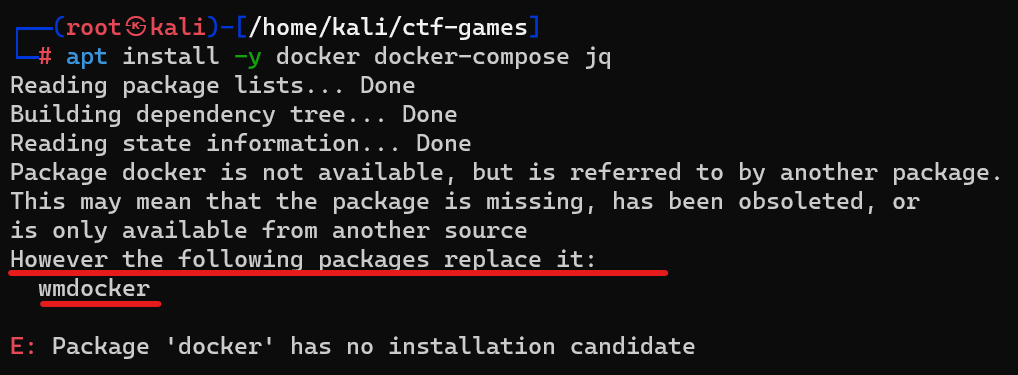 ┌──(root㉿kali)-[/home/kali/ctf-games]
└─# apt install -y docker docker-compose jq
Reading package lists... Done
Building dependency tree... Done
Reading state information... Done
Package docker is not available, but is referred to by another package.
This may mean that the package is missing, has been obsoleted, or
is only available from another source
However the following packages replace it:
  wmdocker
E: Package 'docker' has no installation candidate